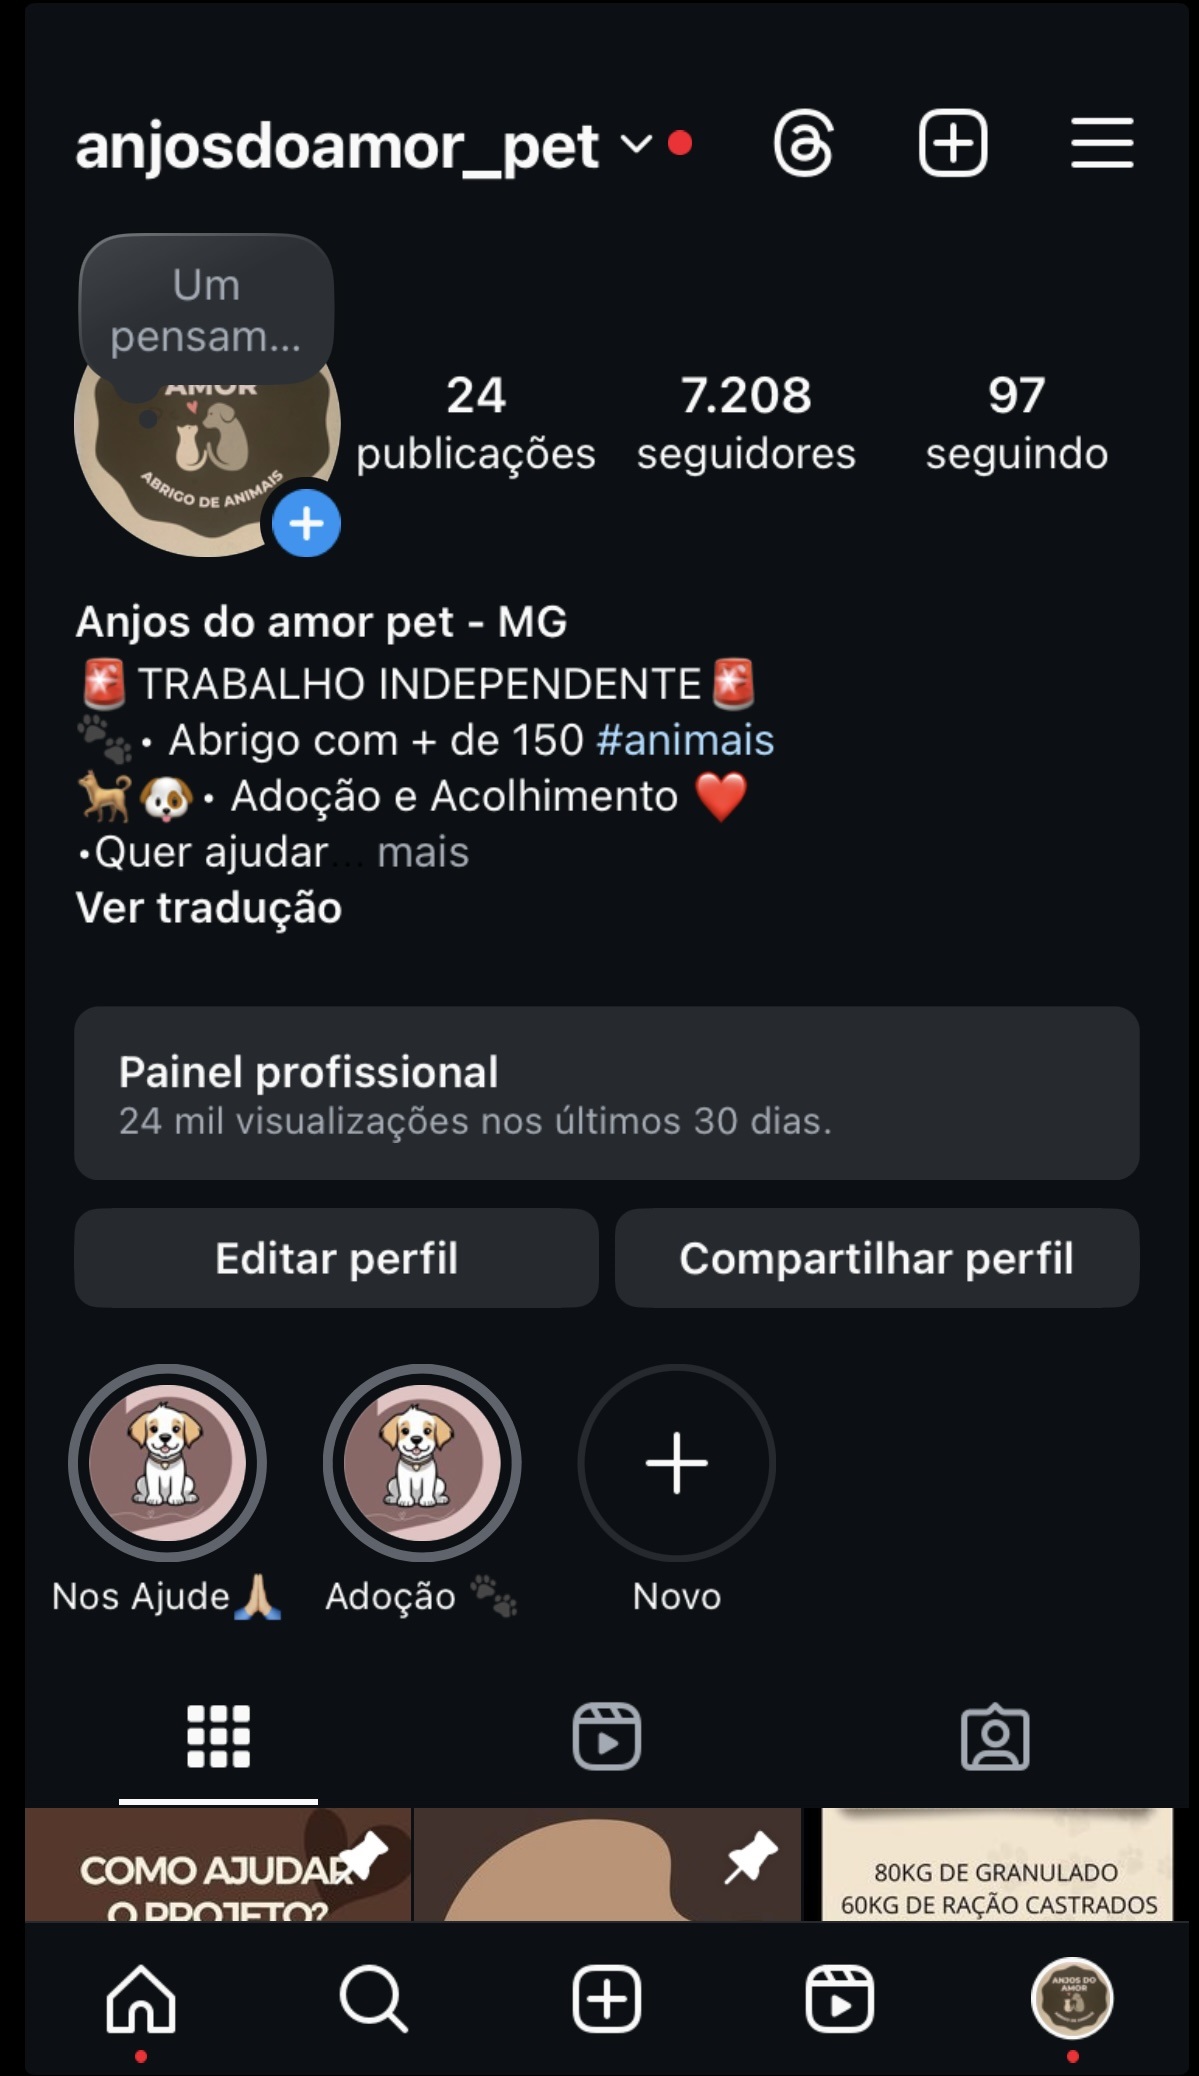 anjosdoamor_pet
Um
pensam...
AMOR
ABRIGO DE ANIMAIS
24
publicações
7.208
seguidores
97
seguindo
Anjos do amor pet - MG
🚨TRABALHO INDEPENDENTE🚨
🐾• Abrigo com + de 150 #animais
🐕🐶• Adoção e Acolhimento ❤️
•Quer ajudar... mais
Ver tradução
Painel profissional
24 mil visualizações nos últimos 30 dias.
Editar perfil
Compartilhar perfil
Nos Ajude🙏🏼
Adoção 🐾
Novo
COMO AJUDAR
O PROJETO?
80KG DE GRANULADO
60KG DE RAÇÃO CASTRADOS
ANJOS DO
AMOR